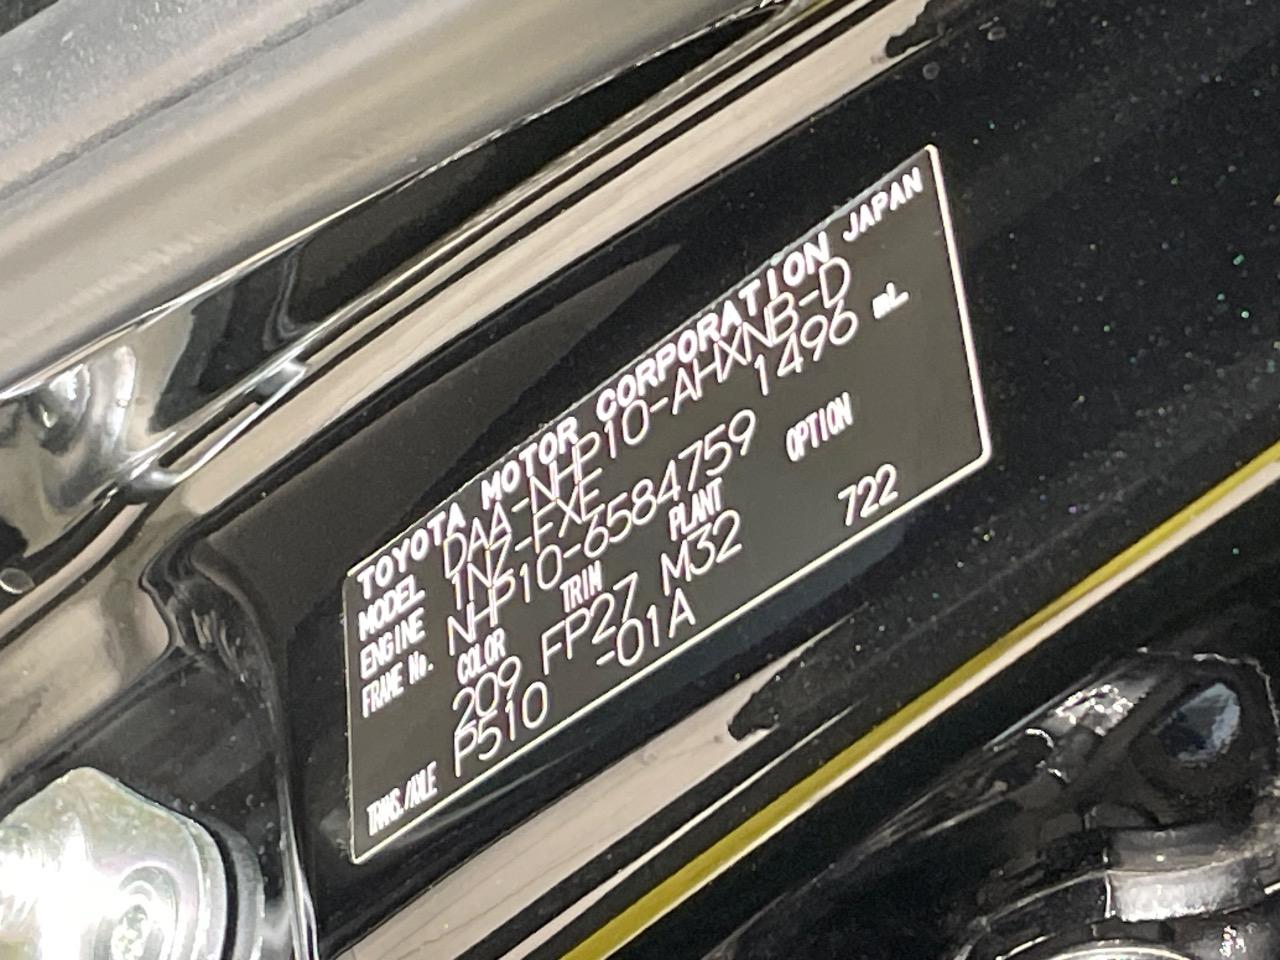 TOYOTA MOTOR CORPORATION JAPAN
MODEL DAA-NHP10-AHXNB-D
ENGINE 1NZ-FXE 1496 mL
FRAME No. NHP10-6584759
COLOR TRIM PLANT OPTION
209 FP27 M32 722
TRANS./AXLE P510 -01A